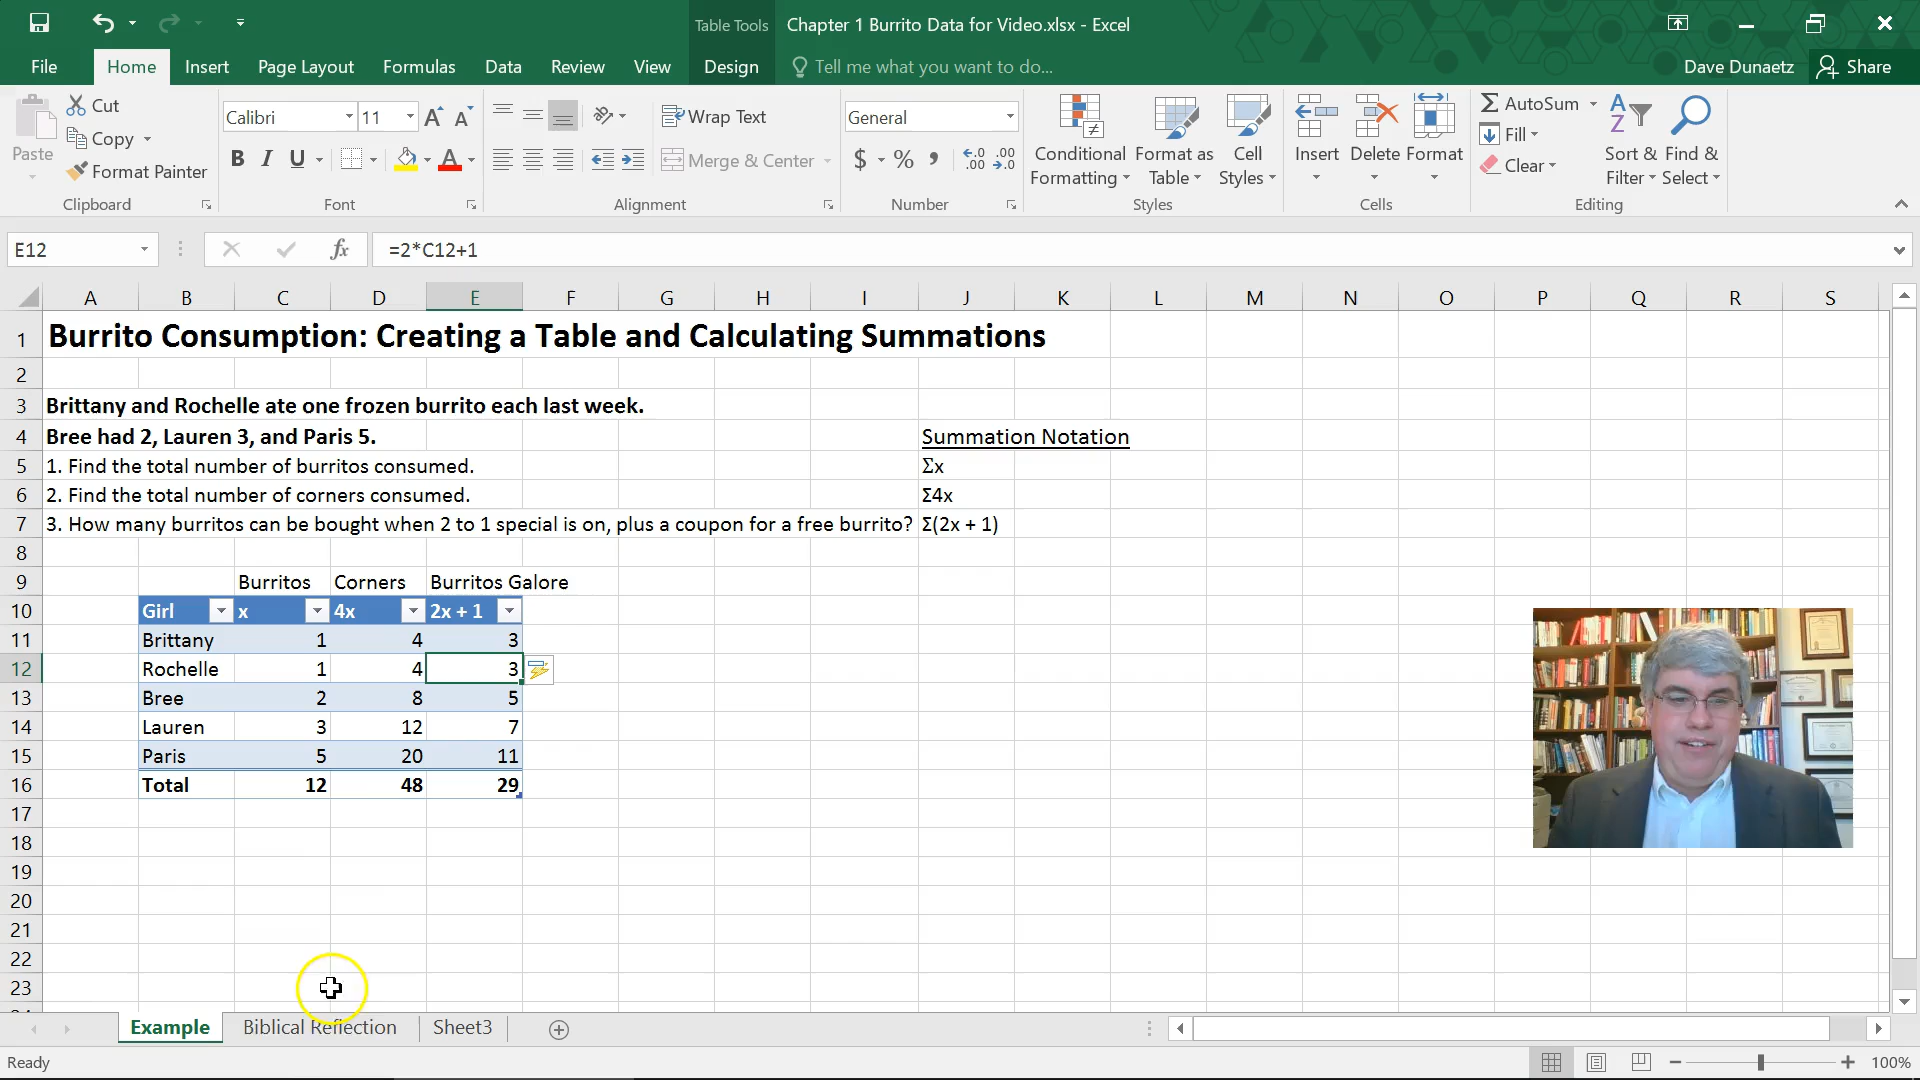 Table Tools
Chapter 1 Burrito Data for Video.xlsx - Excel
File Home Insert Page Layout Formulas Data Review View Design Tell me what you want to do... Dave Dunaetz Share
Paste
Cut
Copy
Format Painter
Clipboard
Calibri 11
B I U
Font
Wrap Text
Merge & Center
Alignment
General
$ % ,
Number
Conditional Formatting
Format as Table
Cell Styles
Styles
Insert
Delete
Format
Cells
AutoSum
Fill
Clear
Sort & Filter
Find & Select
Editing
E12 fx =2*C12+1
A B C D E F G H I J K L M N O P Q R S
1 Burrito Consumption: Creating a Table and Calculating Summations
2
3 Brittany and Rochelle ate one frozen burrito each last week.
4 Bree had 2, Lauren 3, and Paris 5. Summation Notation
5 1. Find the total number of burritos consumed. Σx
6 2. Find the total number of corners consumed. Σ4x
7 3. How many burritos can be bought when 2 to 1 special is on, plus a coupon for a free burrito? Σ(2x + 1)
8
9 Burritos Corners Burritos Galore
10 Girl x 4x 2x + 1
11 Brittany 1 4 3
12 Rochelle 1 4 3
13 Bree 2 8 5
14 Lauren 3 12 7
15 Paris 5 20 11
16 Total 12 48 29
17
18
19
20
21
22
23
Example Biblical Reflection Sheet3
Ready 100%